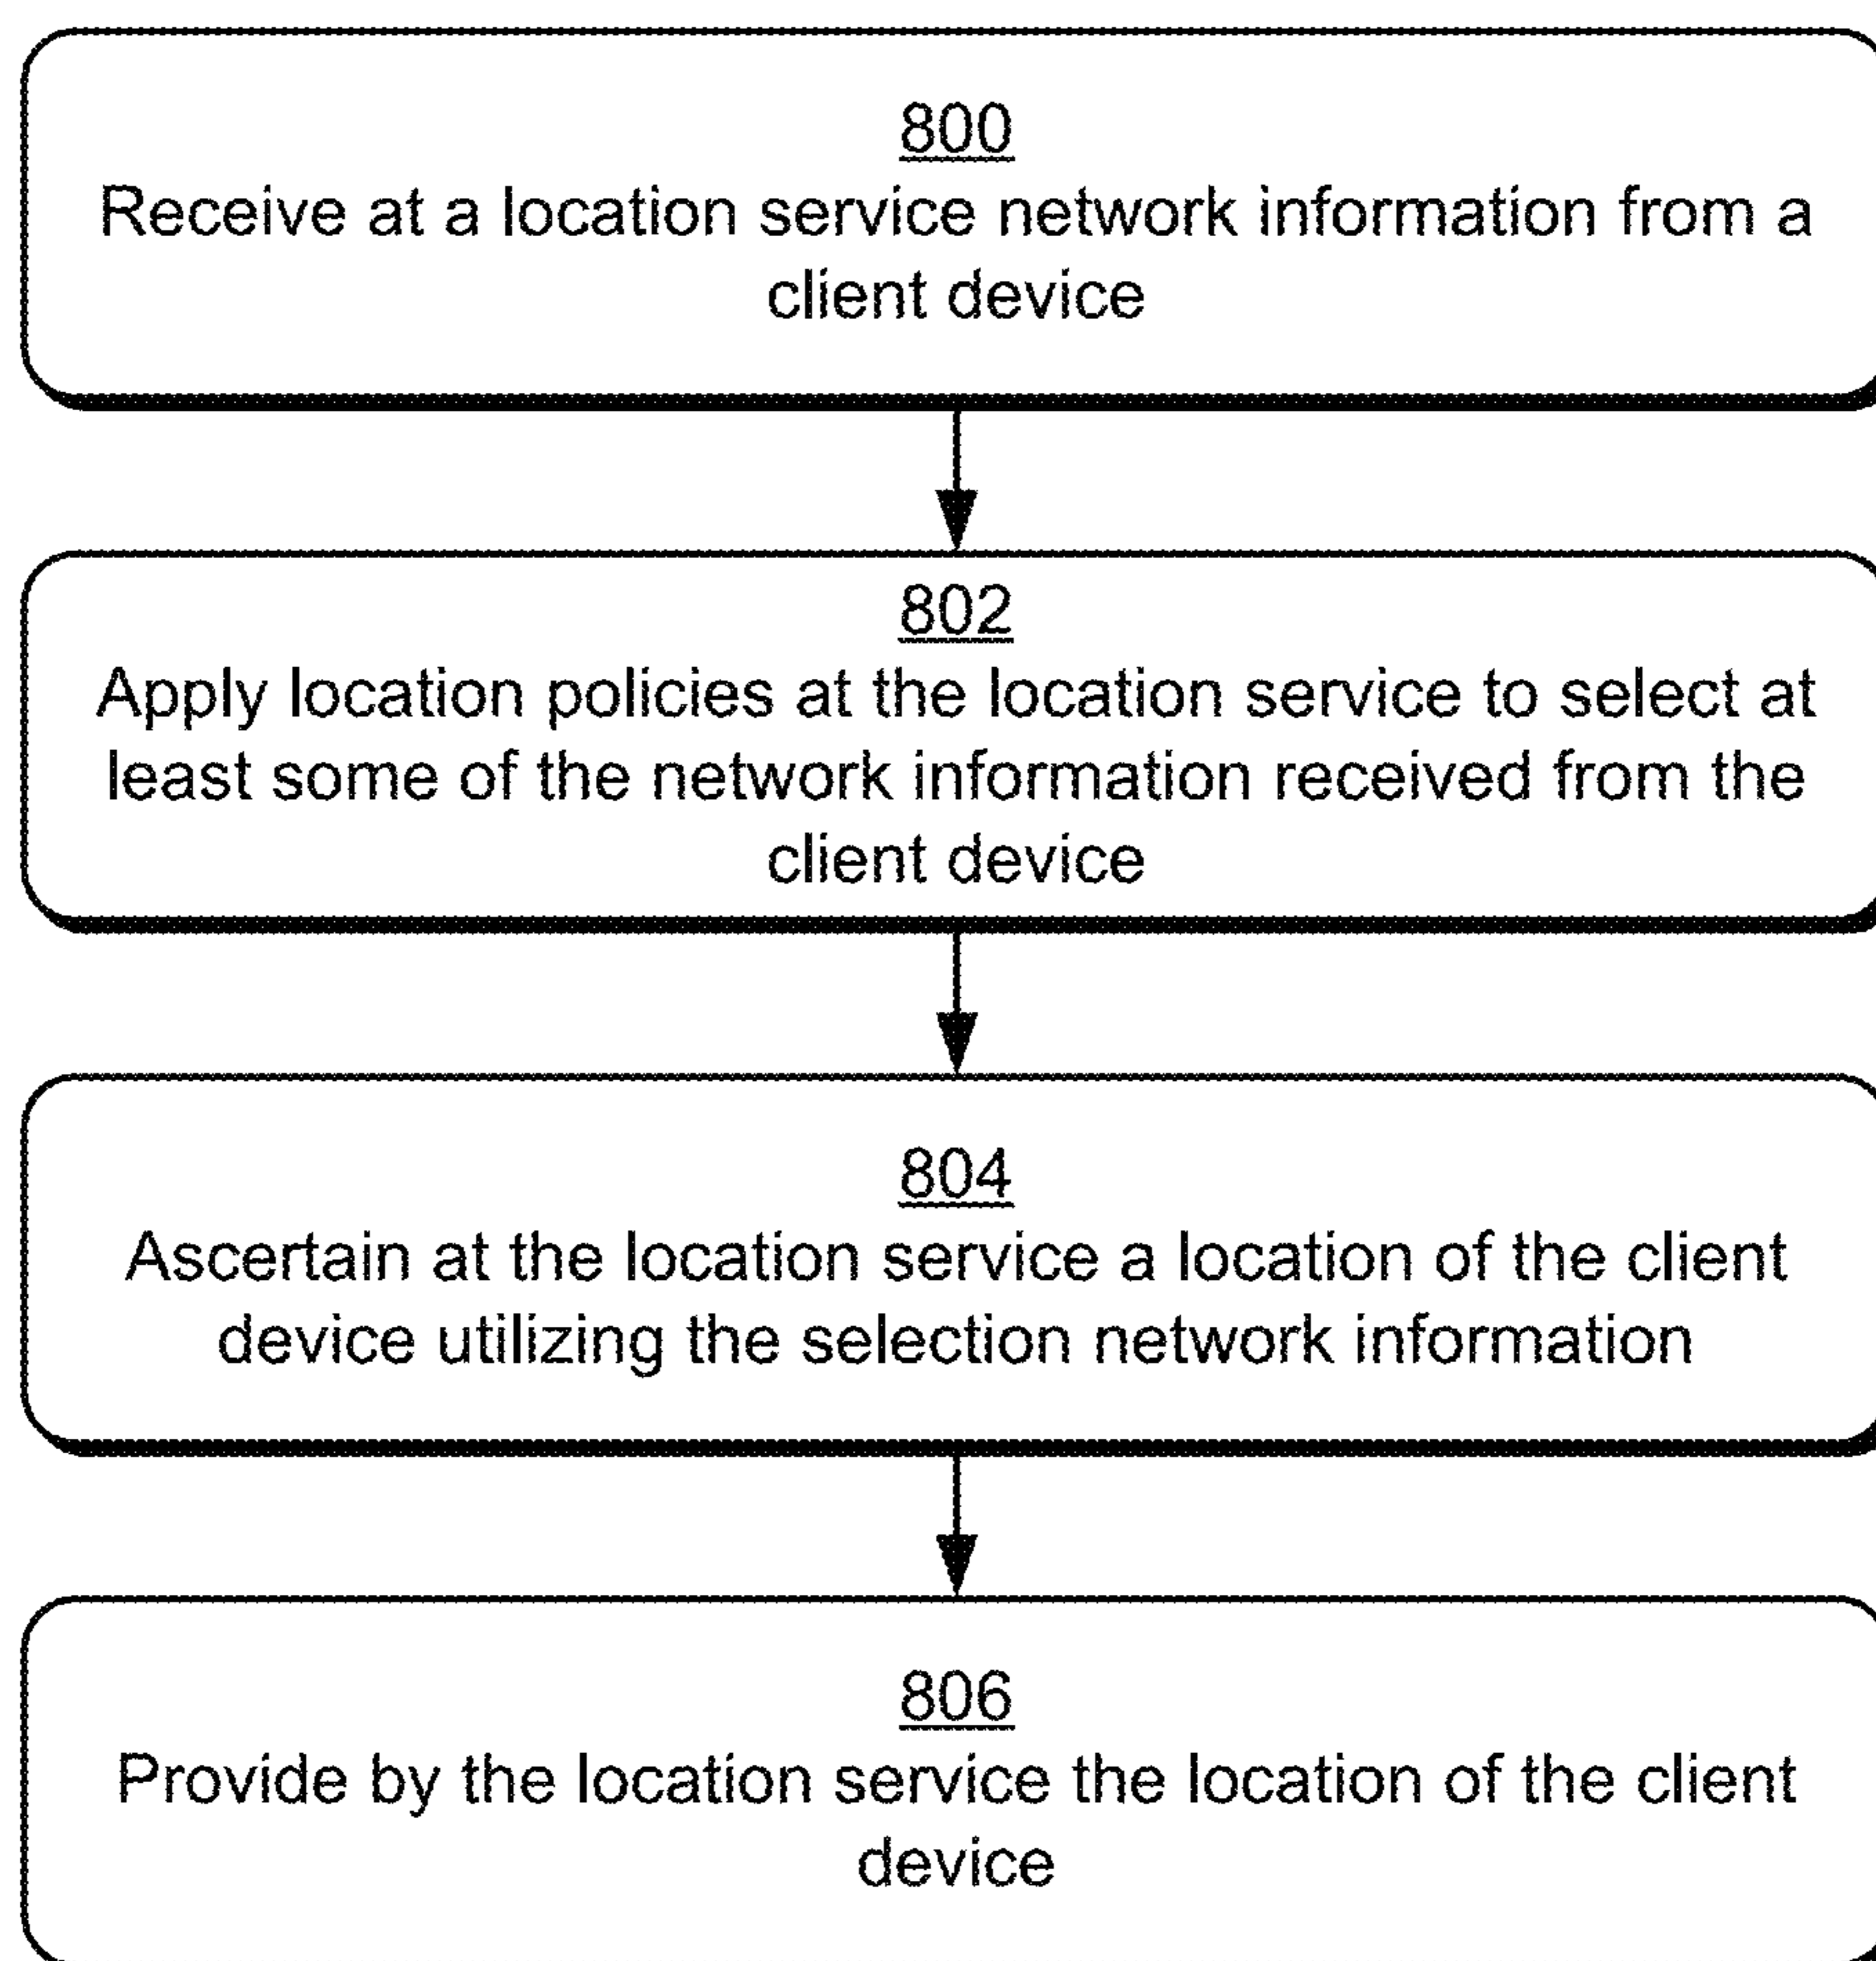 800
Receive at a location service network information from a
client device
802
Apply location policies at the location service to select at
least some of the network information received from the
client device
804
Ascertain at the location service a location of the client
device utilizing the selection network information
806
Provide by the location service the location of the client
device